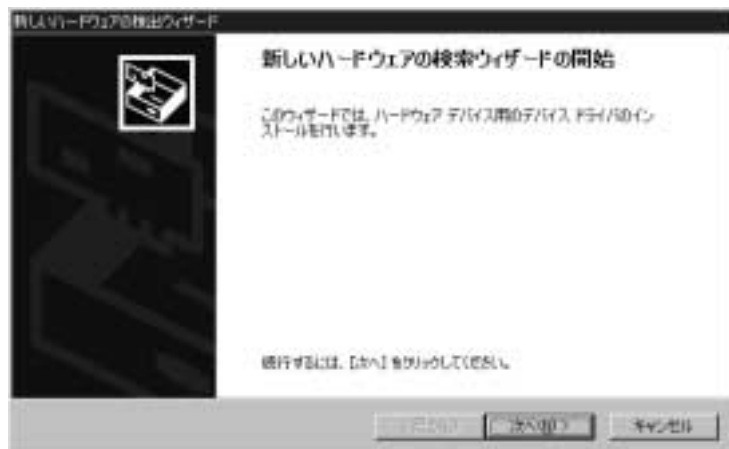 新しいハードウェアの検出ウィザード
新しいハードウェアの検索ウィザードの開始
このウィザードでは、ハードウェア デバイス用のデバイス ドライバのイン
ストールを行います。
続行するには、[次へ] をクリックしてください。
< 戻る(B)
次へ(N) >
キャンセル